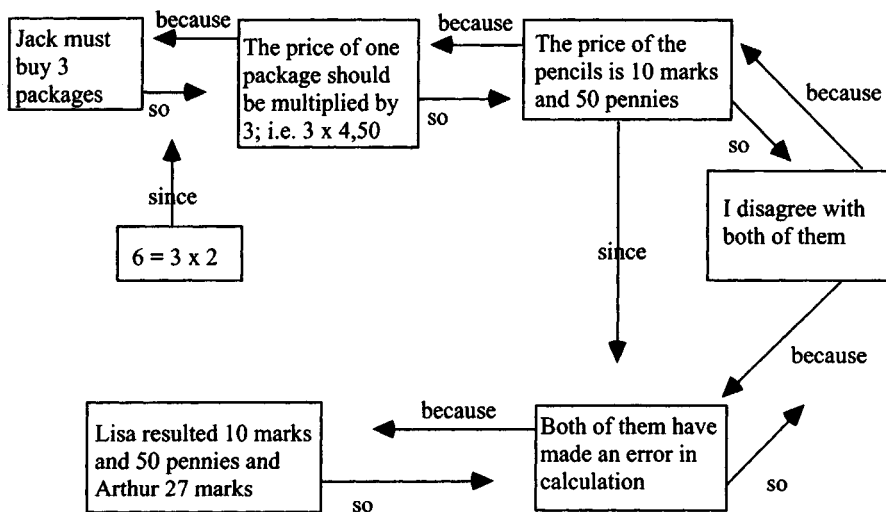 Jack must
buy 3
packages
because
so
The price of one
package should
be multiplied by
3; i.e. 3 x 4,50
because
so
The price of the
pencils is 10 marks
and 50 pennies
because
so
since
6 = 3 x 2
since
I disagree with
both of them
because
Lisa resulted 10 marks
and 50 pennies and
Arthur 27 marks
because
so
Both of them have
made an error in
calculation
so